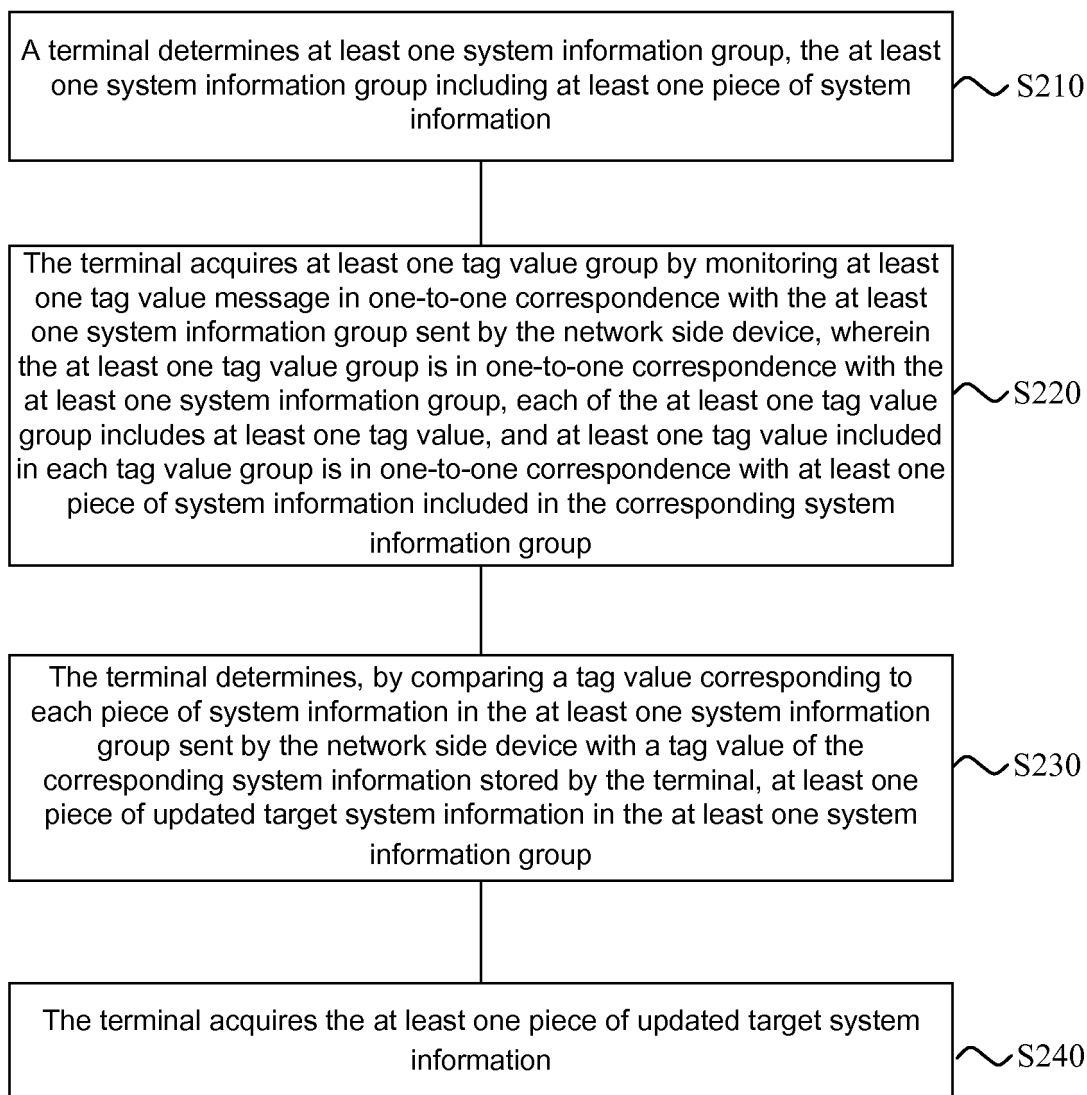 A terminal determines at least one system information group, the at least
one system information group including at least one piece of system
information
S210
The terminal acquires at least one tag value group by monitoring at least
one tag value message in one-to-one correspondence with the at least
one system information group sent by the network side device, wherein
the at least one tag value group is in one-to-one correspondence with the
at least one system information group, each of the at least one tag value
group includes at least one tag value, and at least one tag value included
in each tag value group is in one-to-one correspondence with at least one
piece of system information included in the corresponding system
information group
S220
The terminal determines, by comparing a tag value corresponding to
each piece of system information in the at least one system information
group sent by the network side device with a tag value of the
corresponding system information stored by the terminal, at least one
piece of updated target system information in the at least one system
information group
S230
The terminal acquires the at least one piece of updated target system
information
S240